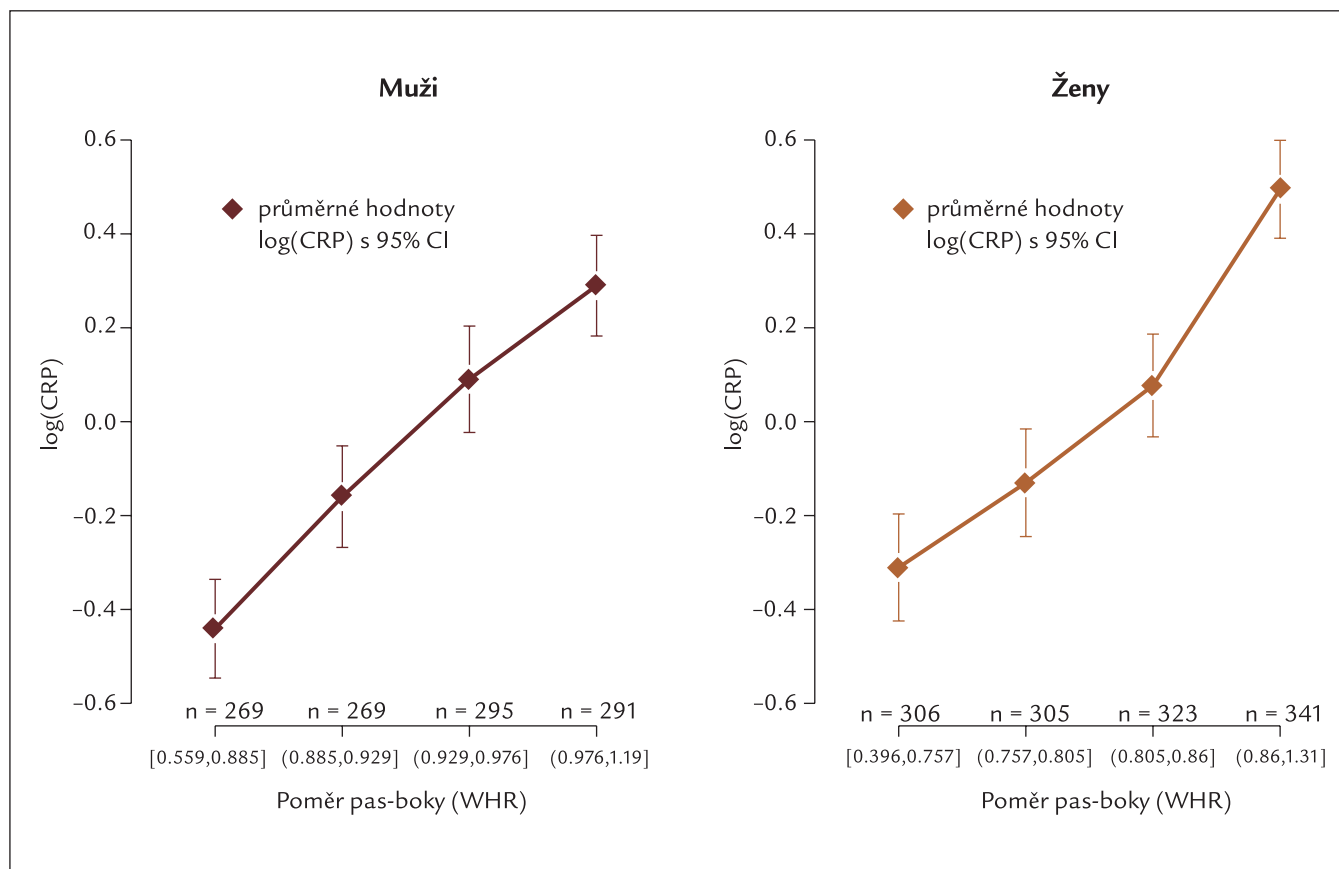 Muži
0.6
0.4
0.2
0.0
–0.2
–0.4
–0.6
log(CRP)
průměrné hodnoty
log(CRP) s 95% Cl
n = 269 n = 269 n = 295 n = 291
[0.559,0.885] (0.885,0.929] (0.929,0.976] (0.976,1.19]
Poměr pas-boky (WHR)
Ženy
0.6
0.4
0.2
0.0
–0.2
–0.4
–0.6
log(CRP)
průměrné hodnoty
log(CRP) s 95% Cl
n = 306 n = 305 n = 323 n = 341
[0.396,0.757] (0.757,0.805] (0.805,0.86] (0.86,1.31]
Poměr pas-boky (WHR)